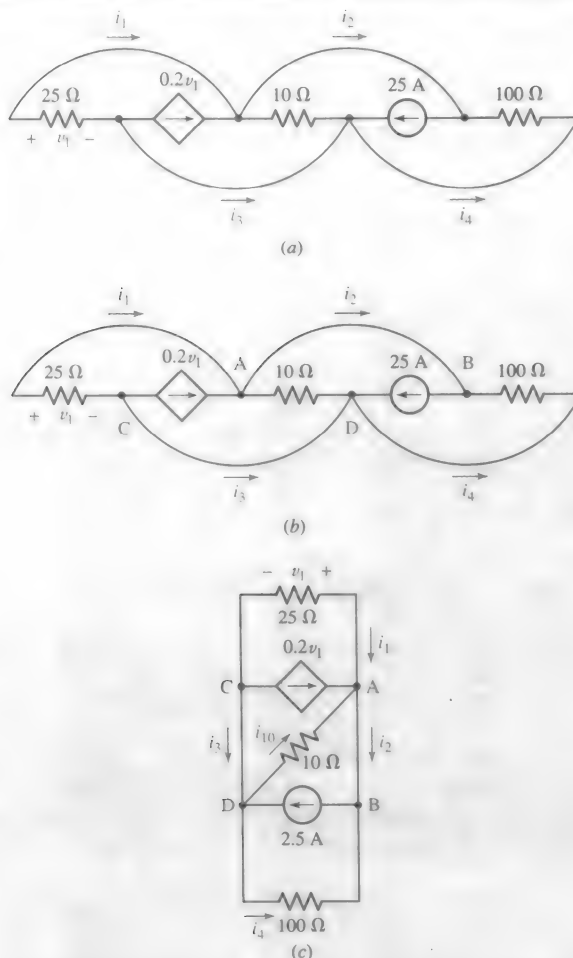 i₁ i₂
25 Ω 0.2v₁ 10 Ω 25 A 100 Ω
+ v₁ -
i₃ i₄
(a)
i₁ i₂
25 Ω 0.2v₁ A 10 Ω 25 A B 100 Ω
+ v₁ - C D
i₃ i₄
(b)
- v₁ +
25 Ω
0.2v₁ i₁
C A
i₃ i₁₀ 10 Ω i₂
D B
2.5 A
i₄ 100 Ω
(c)